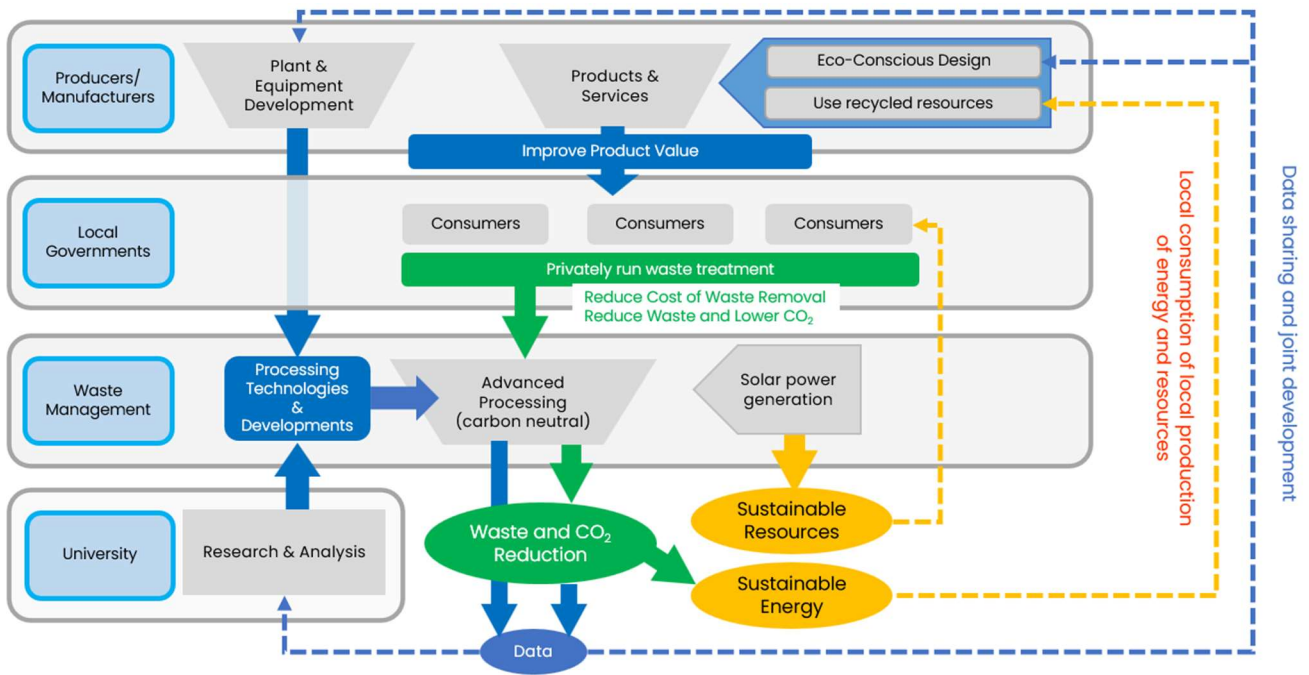 Producers/
Manufacturers
Plant &
Equipment
Development
Products &
Services
Eco-Conscious Design
Use recycled resources
Improve Product Value
Local
Governments
Consumers
Consumers
Consumers
Privately run waste treatment
Reduce Cost of Waste Removal
Reduce Waste and Lower CO₂
Waste
Management
Processing
Technologies
&
Developments
Advanced
Processing
(carbon neutral)
Solar power
generation
University
Research & Analysis
Waste and CO₂
Reduction
Sustainable
Resources
Sustainable
Energy
Data
Local consumption of local production
of energy and resources
Data sharing and joint development